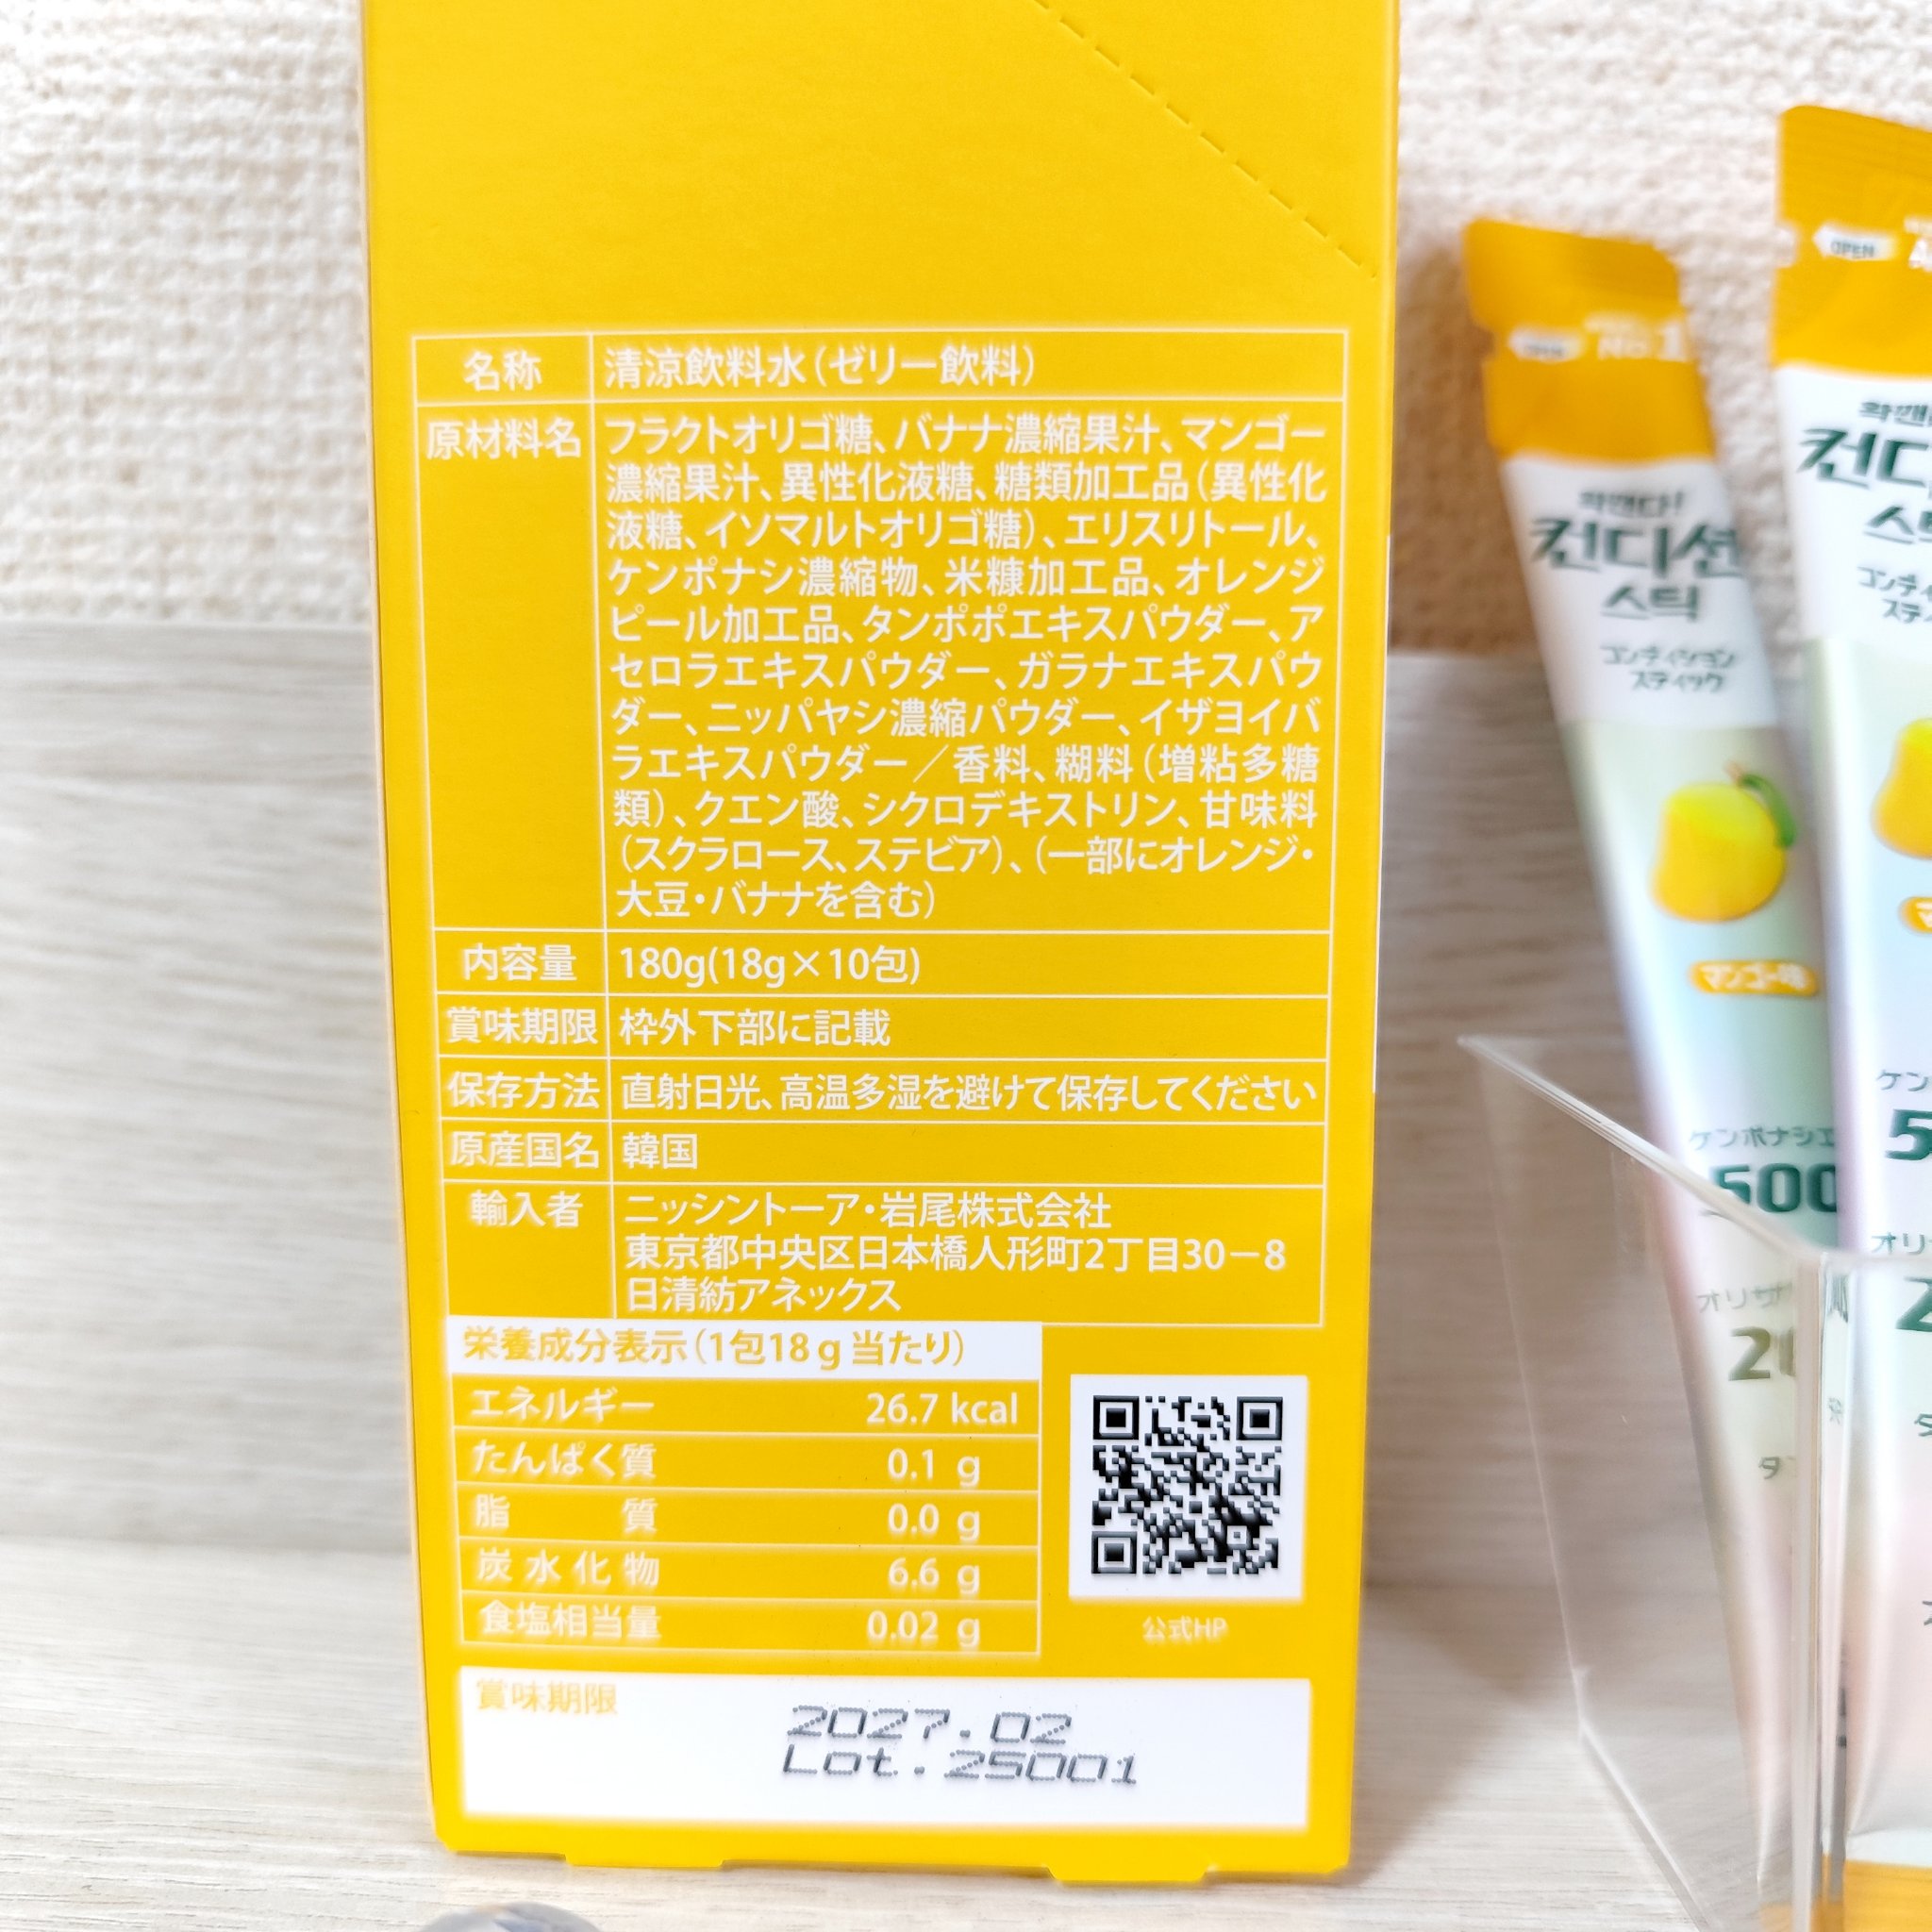 名称 清涼飲料水(ゼリー飲料)
原材料名 フラクトオリゴ糖、バナナ濃縮果汁、マンゴー
濃縮果汁、異性化液糖、糖類加工品(異性化
液糖、イソマルトオリゴ糖)、エリスリトール、
ケンポナシ濃縮物、米糠加工品、オレンジ
ピール加工品、タンポポエキスパウダー、ア
セロラエキスパウダー、ガラナエキスパウ
ダー、ニッパヤシ濃縮パウダー、イザヨイバ
ラエキスパウダー/香料、糊料(増粘多糖
類)、クエン酸、シクロデキストリン、甘味料
(スクラロース、ステビア)、(一部にオレンジ・
大豆・バナナを含む)
内容量 180g(18g×10包)
賞味期限 枠外下部に記載
保存方法 直射日光、高温多湿を避けて保存してください
原産国名 韓国
輸入者 ニッシントーア・岩尾株式会社
東京都中央区日本橋人形町2丁目30-8
日清紡アネックス
栄養成分表示(1包18g当たり)
エネルギー 26.7 kcal
たんぱく質 0.1 g
脂質 0.0 g
炭水化物 6.6 g
食塩相当量 0.02 g
公式HP
賞味期限
2027.02
Lot.25001
No.1
확깬다!
컨디션
스틱
コンディション
スティック
マンゴー味
ケンポナシエ
500
オリザ
OPEN